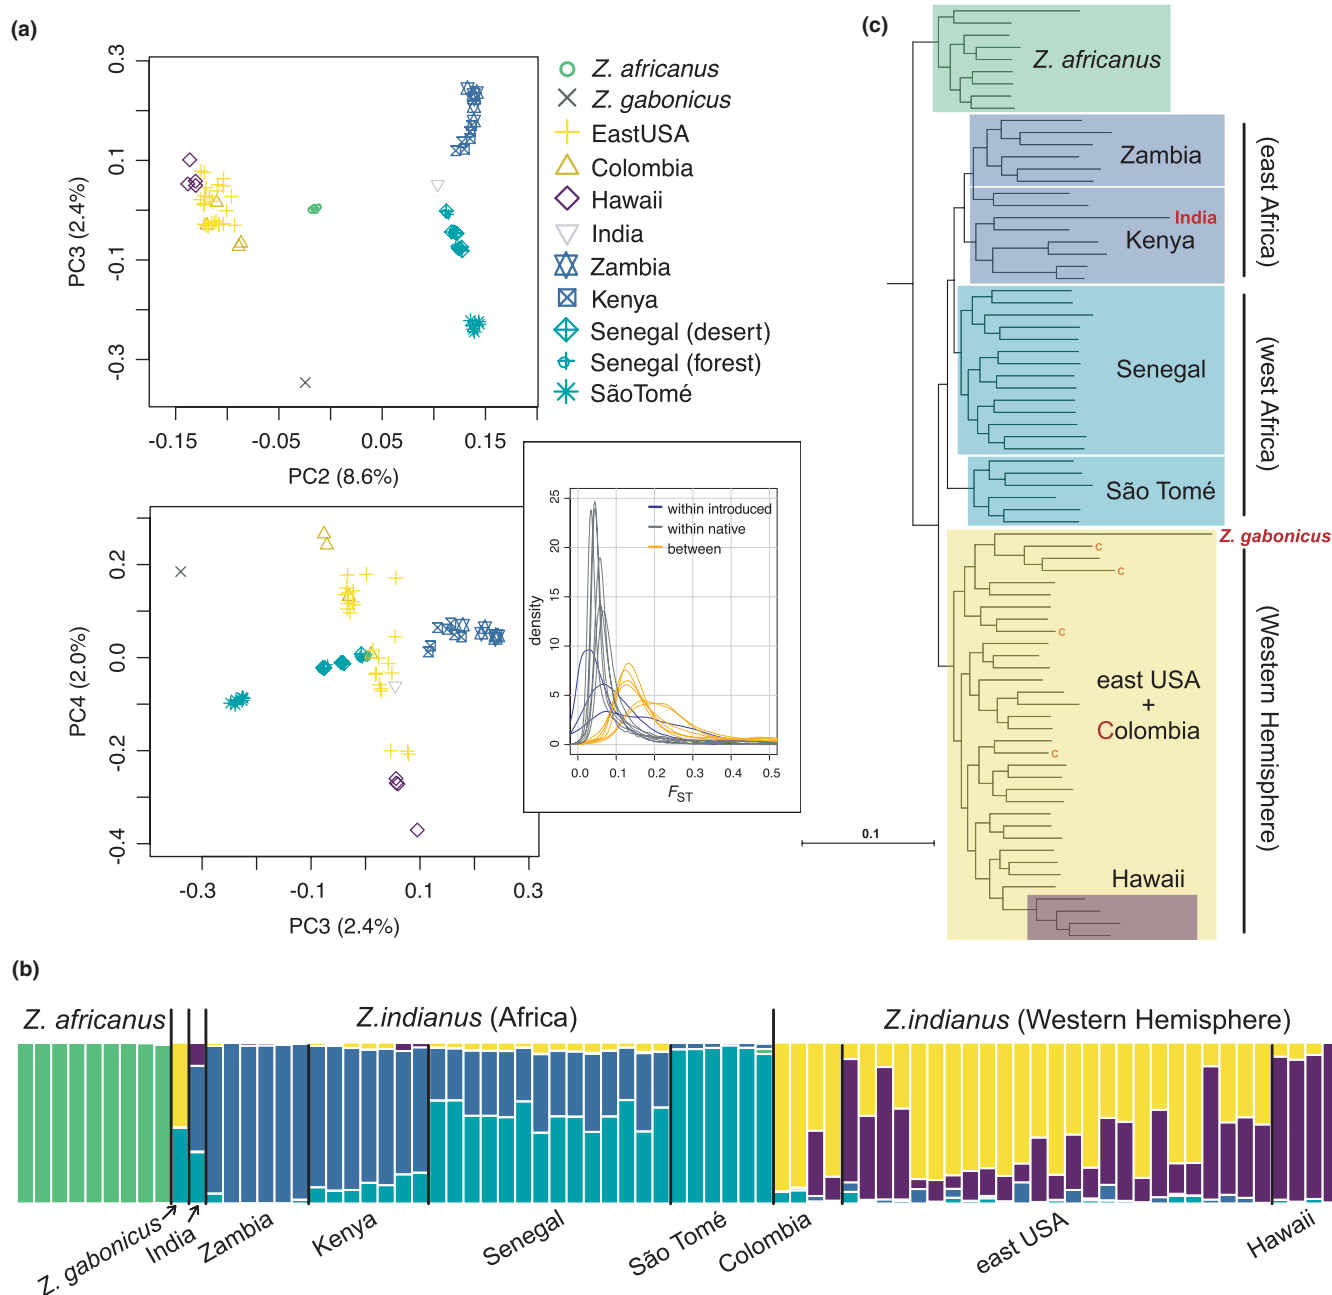 (a)
0.3
0.1
-0.1
-0.3
PC3 (2.4%)
-0.15
-0.05
0.05
0.15
PC2 (8.6%)
Z. africanus
Z. gabonicus
EastUSA
Colombia
Hawaii
India
Zambia
Kenya
Senegal (desert)
Senegal (forest)
SãoTomé
0.2
0.0
-0.2
-0.4
PC4 (2.0%)
-0.3
-0.1
0.1
0.3
PC3 (2.4%)
25
20
15
10
5
0
density
within introduced
within native
between
0.0
0.1
0.2
0.3
0.4
0.5
FST
(c)
Z. africanus
Zambia
India
Kenya
(east Africa)
Senegal
São Tomé
(west Africa)
Z. gabonicus
C
C
C
east USA
+
Colombia
C
Hawaii
(Western Hemisphere)
0.1
(b)
Z. africanus
Z.indianus (Africa)
Z.indianus (Western Hemisphere)
Z. gabonicus
India
Zambia
Kenya
Senegal
São Tomé
Colombia
east USA
Hawaii